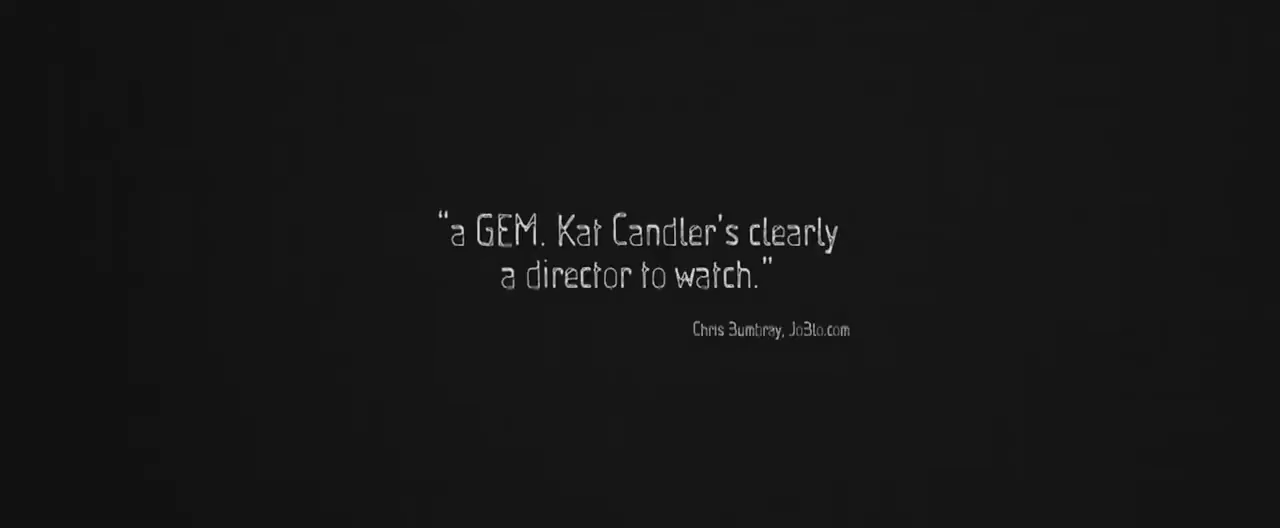 “a GEM. Kat Candler's clearly
a director to watch.”
Chris Bumbray, JoBlo.com